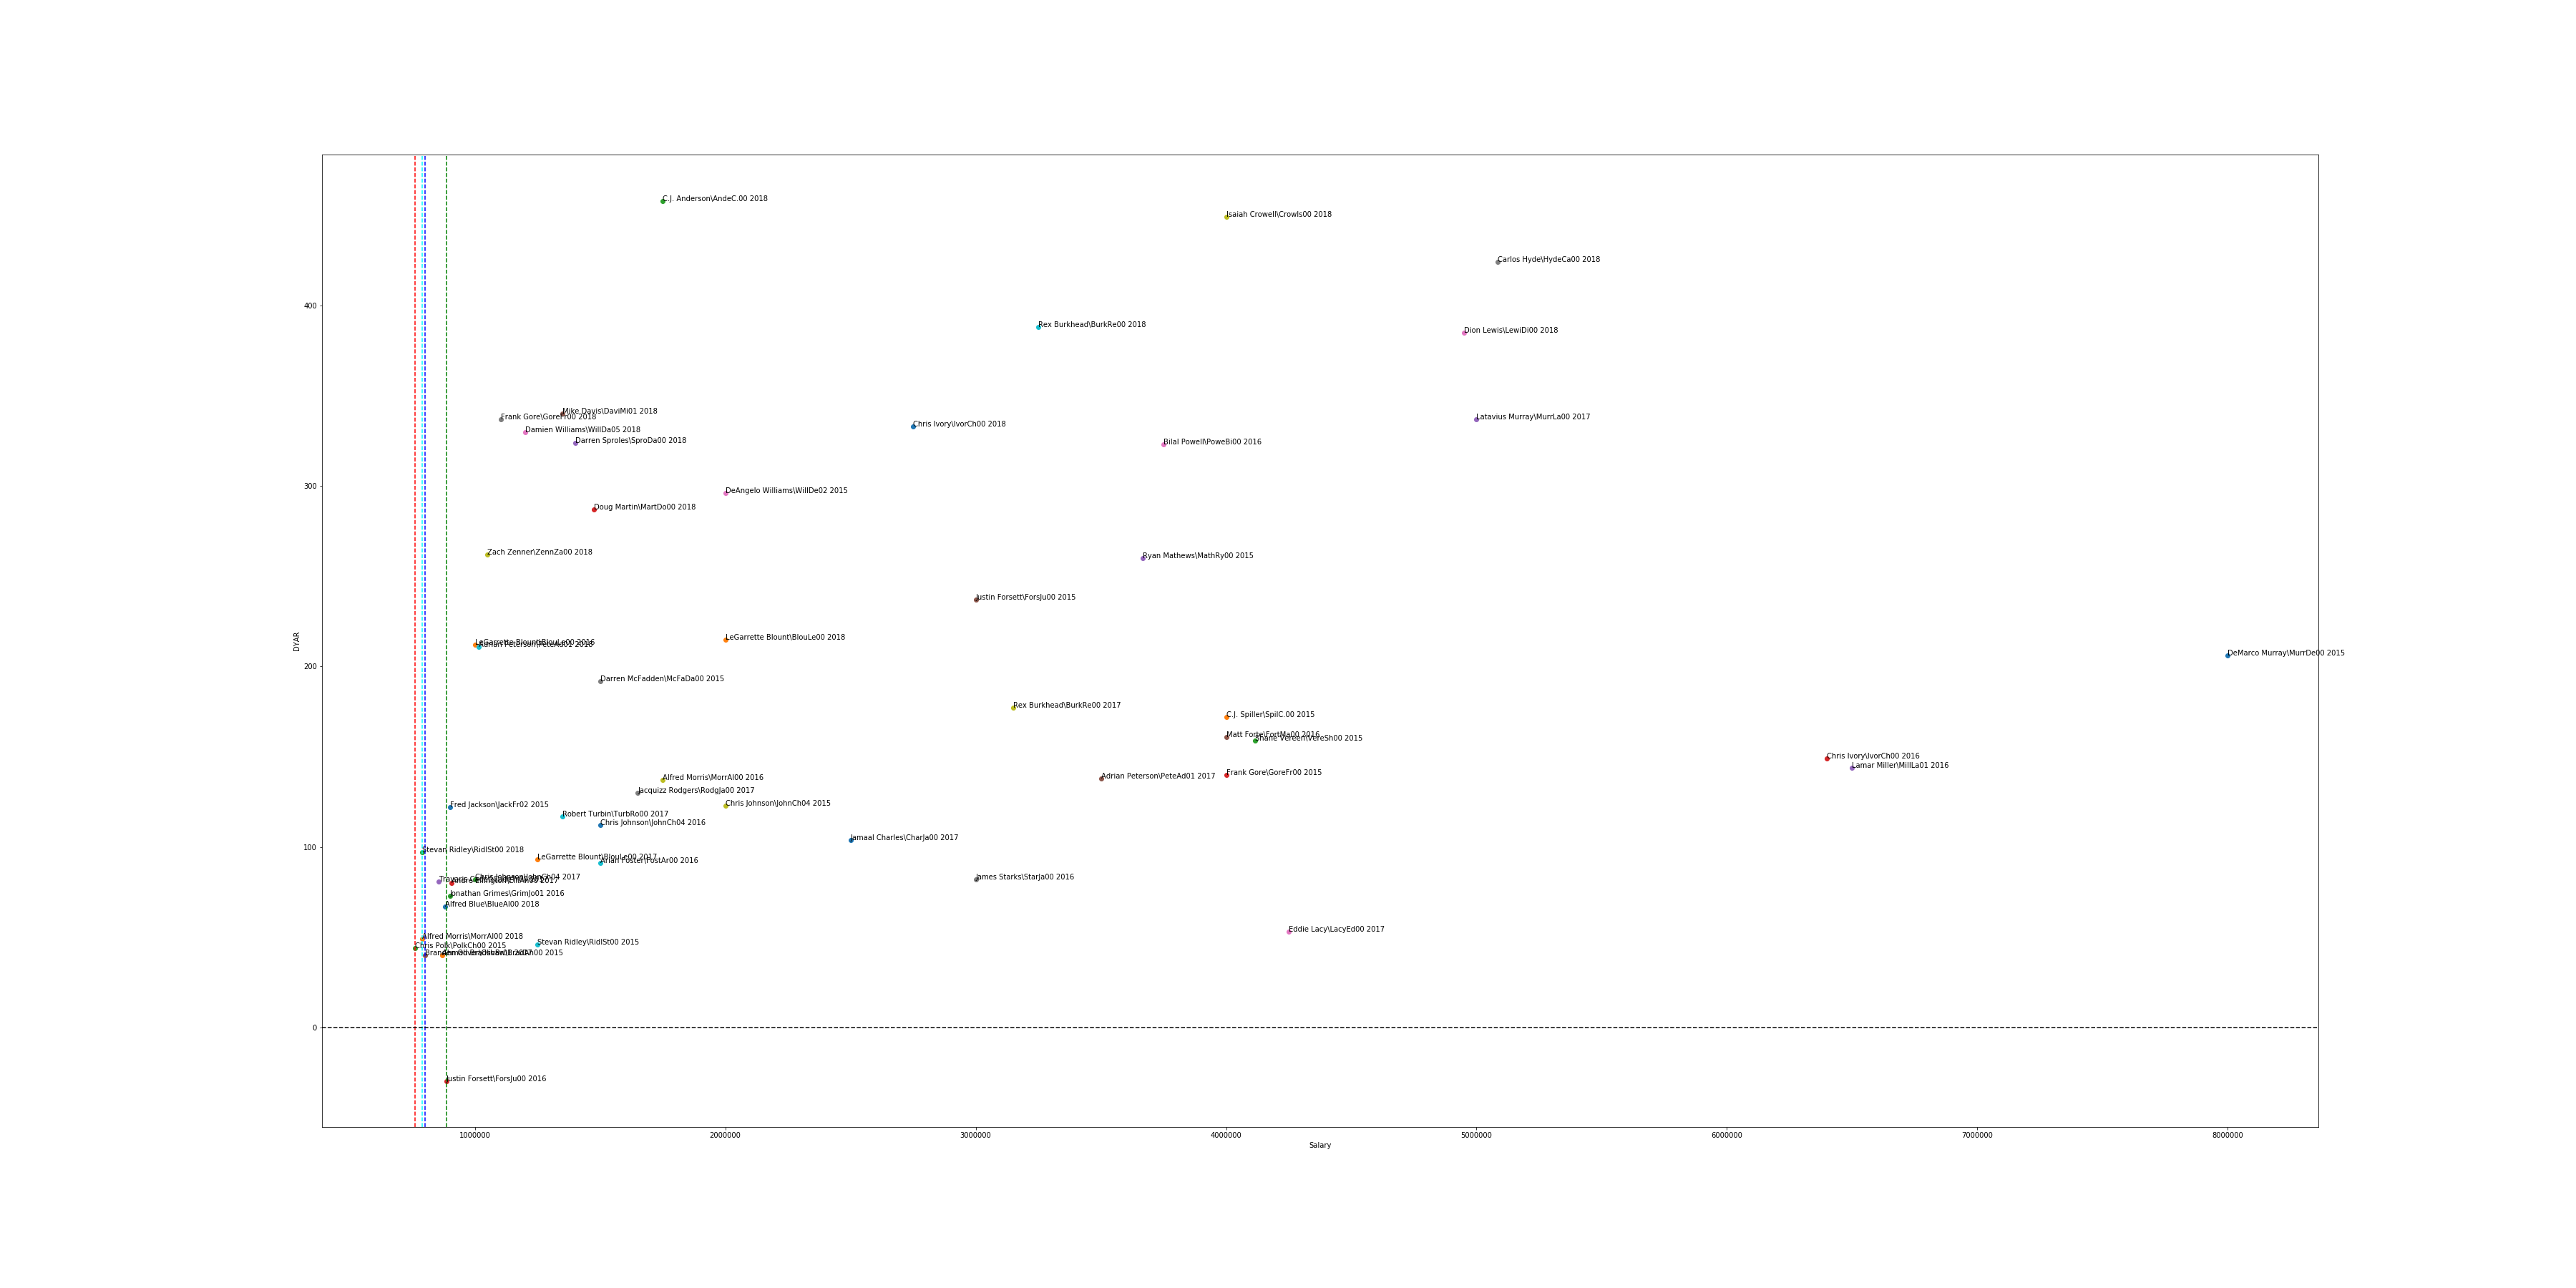 C.J. Anderson\AndeC.00 2018
Isaiah Crowell\CrowIs00 2018
Carlos Hyde\HydeCa00 2018
400
Rex Burkhead\BurkRe00 2018
Dion Lewis\LewiDi00 2018
Mike Davis\DaviMi01 2018
Frank Gore\GoreFr00 2018
Latavius Murray\MurrLa00 2017
Chris Ivory\IvorCh00 2018
Damien Williams\WillDa05 2018
Darren Sproles\SproDa00 2018
Bilal Powell\PoweBi00 2016
300
DeAngelo Williams\WillDe02 2015
Doug Martin\MartDo00 2018
Zach Zenner\ZennZa00 2018
Ryan Mathews\MathRy00 2015
Justin Forsett\ForsJu00 2015
DYAR
LeGarrette Blount\BlouLe00 2016
Adrian Peterson\PeteAd01 2018
LeGarrette Blount\BlouLe00 2018
DeMarco Murray\MurrDe00 2015
200
Darren McFadden\McFaDa00 2015
Rex Burkhead\BurkRe00 2017
C.J. Spiller\SpilC.00 2015
Matt Forte\FortMa00 2016
Shane Vereen\VereSh00 2015
Chris Ivory\IvorCh00 2016
Lamar Miller\MillLa01 2016
Frank Gore\GoreFr00 2015
Adrian Peterson\PeteAd01 2017
Alfred Morris\MorrAl00 2016
Jacquizz Rodgers\RodgJa00 2017
Fred Jackson\JackFr02 2015
Chris Johnson\JohnCh04 2015
Robert Turbin\TurbRo00 2017
Chris Johnson\JohnCh04 2016
Jamaal Charles\CharJa00 2017
100
Stevan Ridley\RidlSt00 2018
LeGarrette Blount\BlouLe00 2017
Arian Foster\FostAr00 2016
Chris Johnson\JohnCh04 2017
James Starks\StarJa00 2016
Jonathan Grimes\GrimJo01 2016
Alfred Blue\BlueAl00 2018
Eddie Lacy\LacyEd00 2017
Alfred Morris\MorrAl00 2018
Stevan Ridley\RidlSt00 2015
Chris Polk\PolkCh00 2015
0
Justin Forsett\ForsJu00 2016
1000000 2000000 3000000 4000000 5000000 6000000 7000000 8000000
Salary